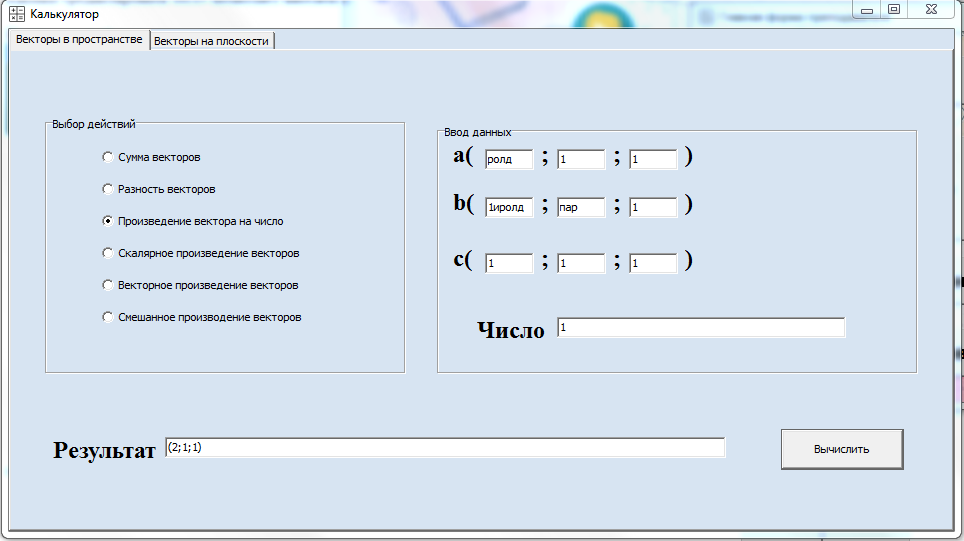 Калькулятор
Векторы в пространстве Векторы на плоскости
Выбор действий
Сумма векторов
Разность векторов
Произведение вектора на число
Скалярное произведение векторов
Векторное произведение векторов
Смешанное производение векторов
Ввод данных
a( ролд ; 1 ; 1 )
b( 1иролд ; пар ; 1 )
c( 1 ; 1 ; 1 )
Число 1
Результат (2;1;1)
Вычислить